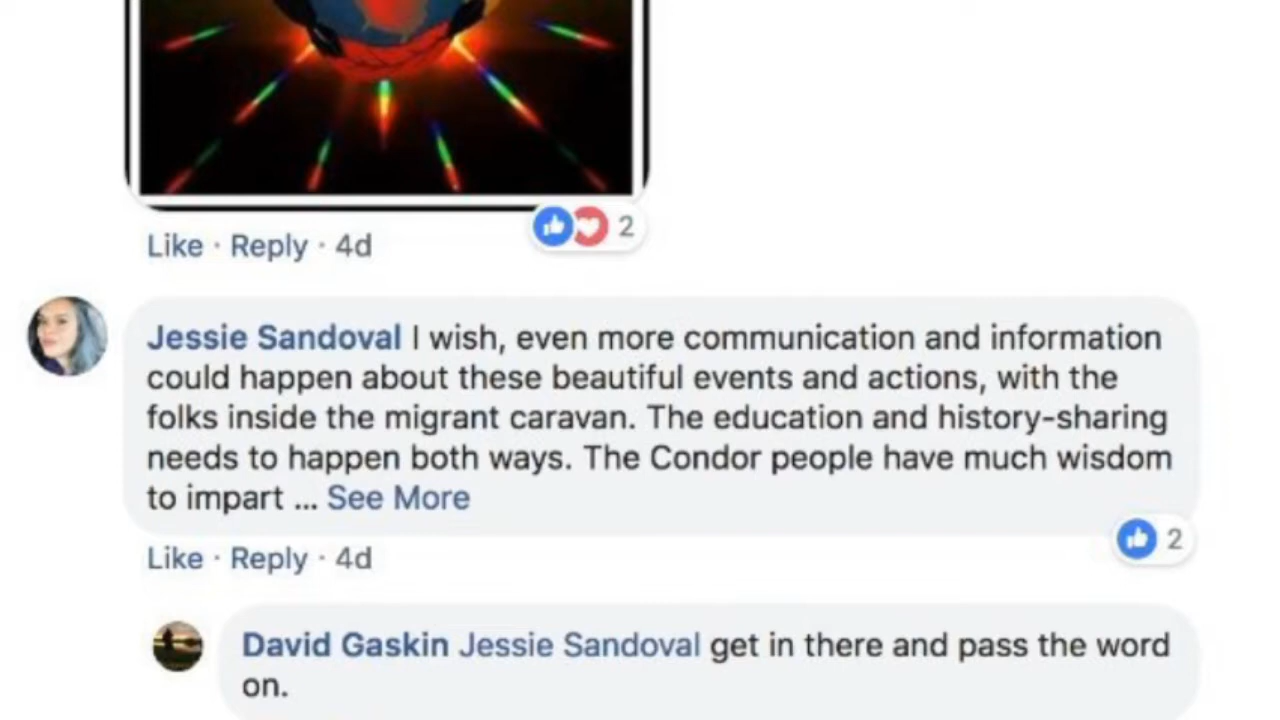 Like · Reply · 4d
2
Jessie Sandoval I wish, even more communication and information
could happen about these beautiful events and actions, with the
folks inside the migrant caravan. The education and history-sharing
needs to happen both ways. The Condor people have much wisdom
to impart ... See More
2
Like · Reply · 4d
David Gaskin Jessie Sandoval get in there and pass the word
on.